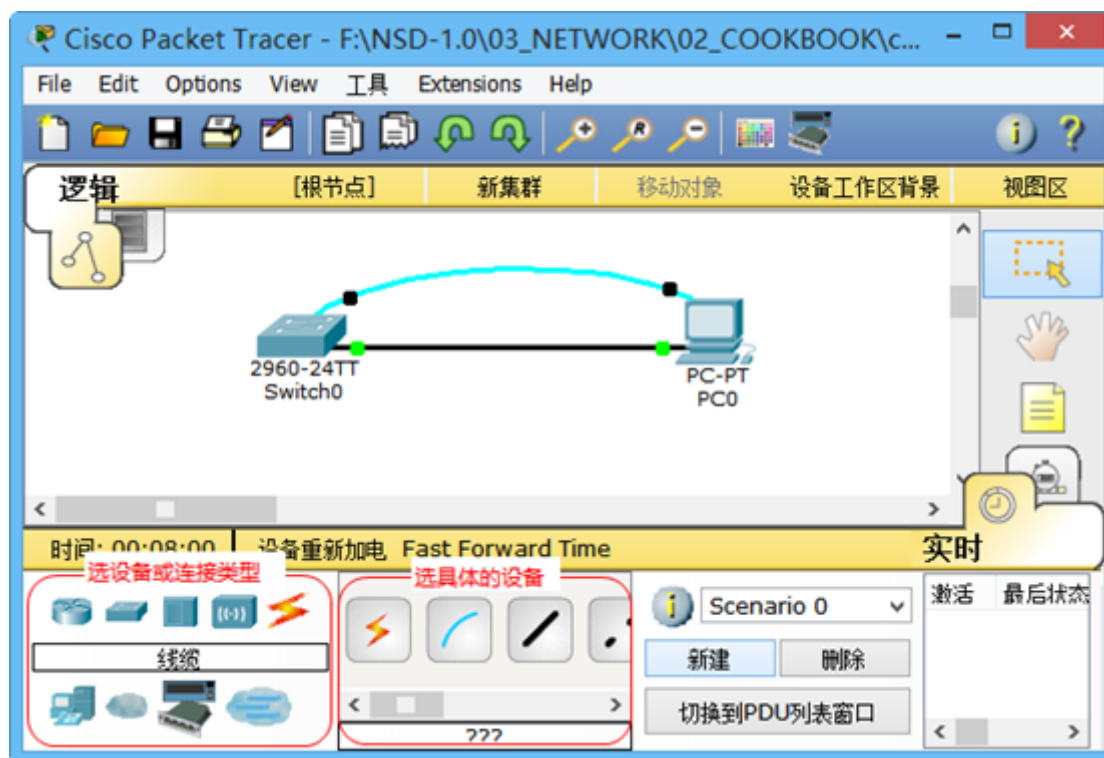 Cisco Packet Tracer - F:\NSD-1.0\03_NETWORK\02_COOKBOOK\c...
File Edit Options View 工具 Extensions Help
逻辑 [根节点] 新集群 移动对象 设备工作区背景 视图区
2960-24TT
Switch0
PC-PT
PC0
时间: 00:08:00 设备重新加电 Fast Forward Time 实时
选设备或连接类型
选具体的设备
Scenario 0
激活 最后状态
线缆
新建 删除
切换到PDU列表窗口
???